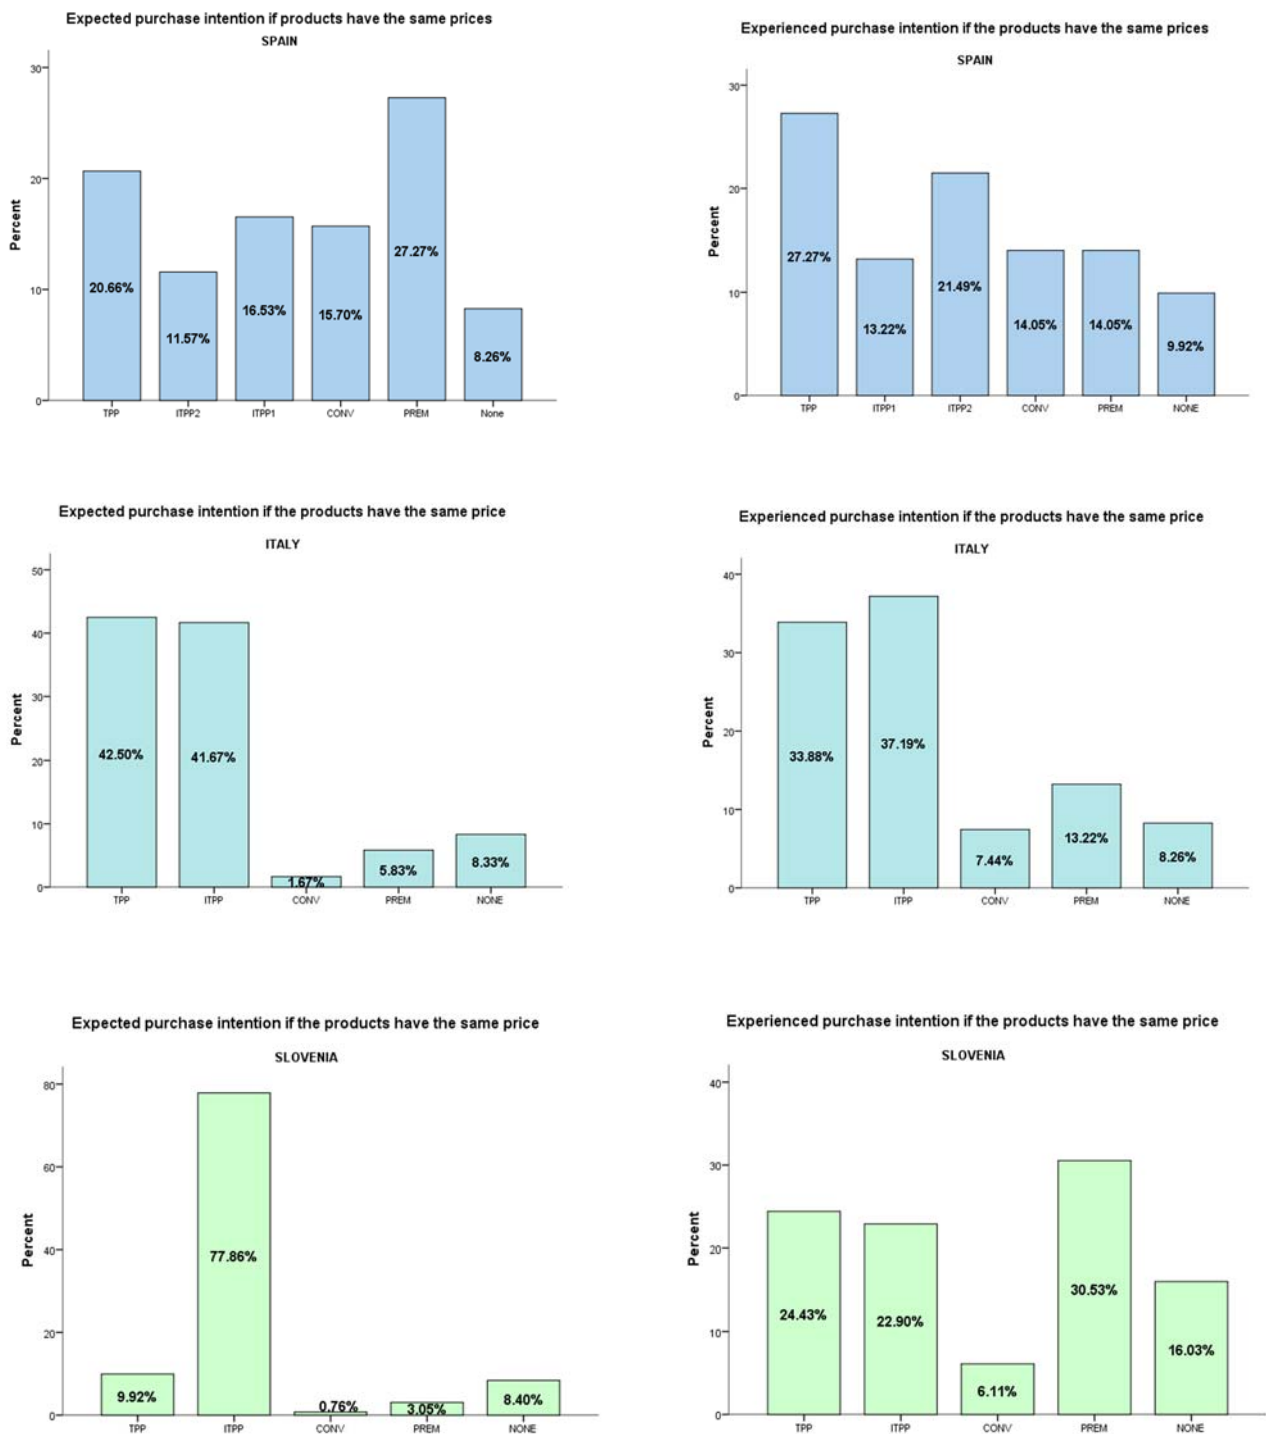 Expected purchase intention if products have the same prices
SPAIN
30
20
10
0
Percent
20.66%
11.57%
16.53%
15.70%
27.27%
8.26%
TPP ITPP2 ITPP1 CONV PREM None
Experienced purchase intention if the products have the same prices
SPAIN
30
20
10
0
Percent
27.27%
13.22%
21.49%
14.05%
14.05%
9.92%
TPP ITPP1 ITPP2 CONV PREM NONE
Expected purchase intention if the products have the same price
ITALY
50
40
30
20
10
0
Percent
42.50%
41.67%
1.67%
5.83%
8.33%
TPP ITPP CONV PREM NONE
Experienced purchase intention if the products have the same price
ITALY
40
30
20
10
0
Percent
33.88%
37.19%
7.44%
13.22%
8.26%
TPP ITPP CONV PREM NONE
Expected purchase intention if the products have the same price
SLOVENIA
80
60
40
20
0
Percent
9.92%
77.86%
0.76%
3.05%
8.40%
TPP ITPP CONV PREM NONE
Experienced purchase intention if the products have the same price
SLOVENIA
40
30
20
10
0
Percent
24.43%
22.90%
6.11%
30.53%
16.03%
TPP ITPP CONV PREM NONE